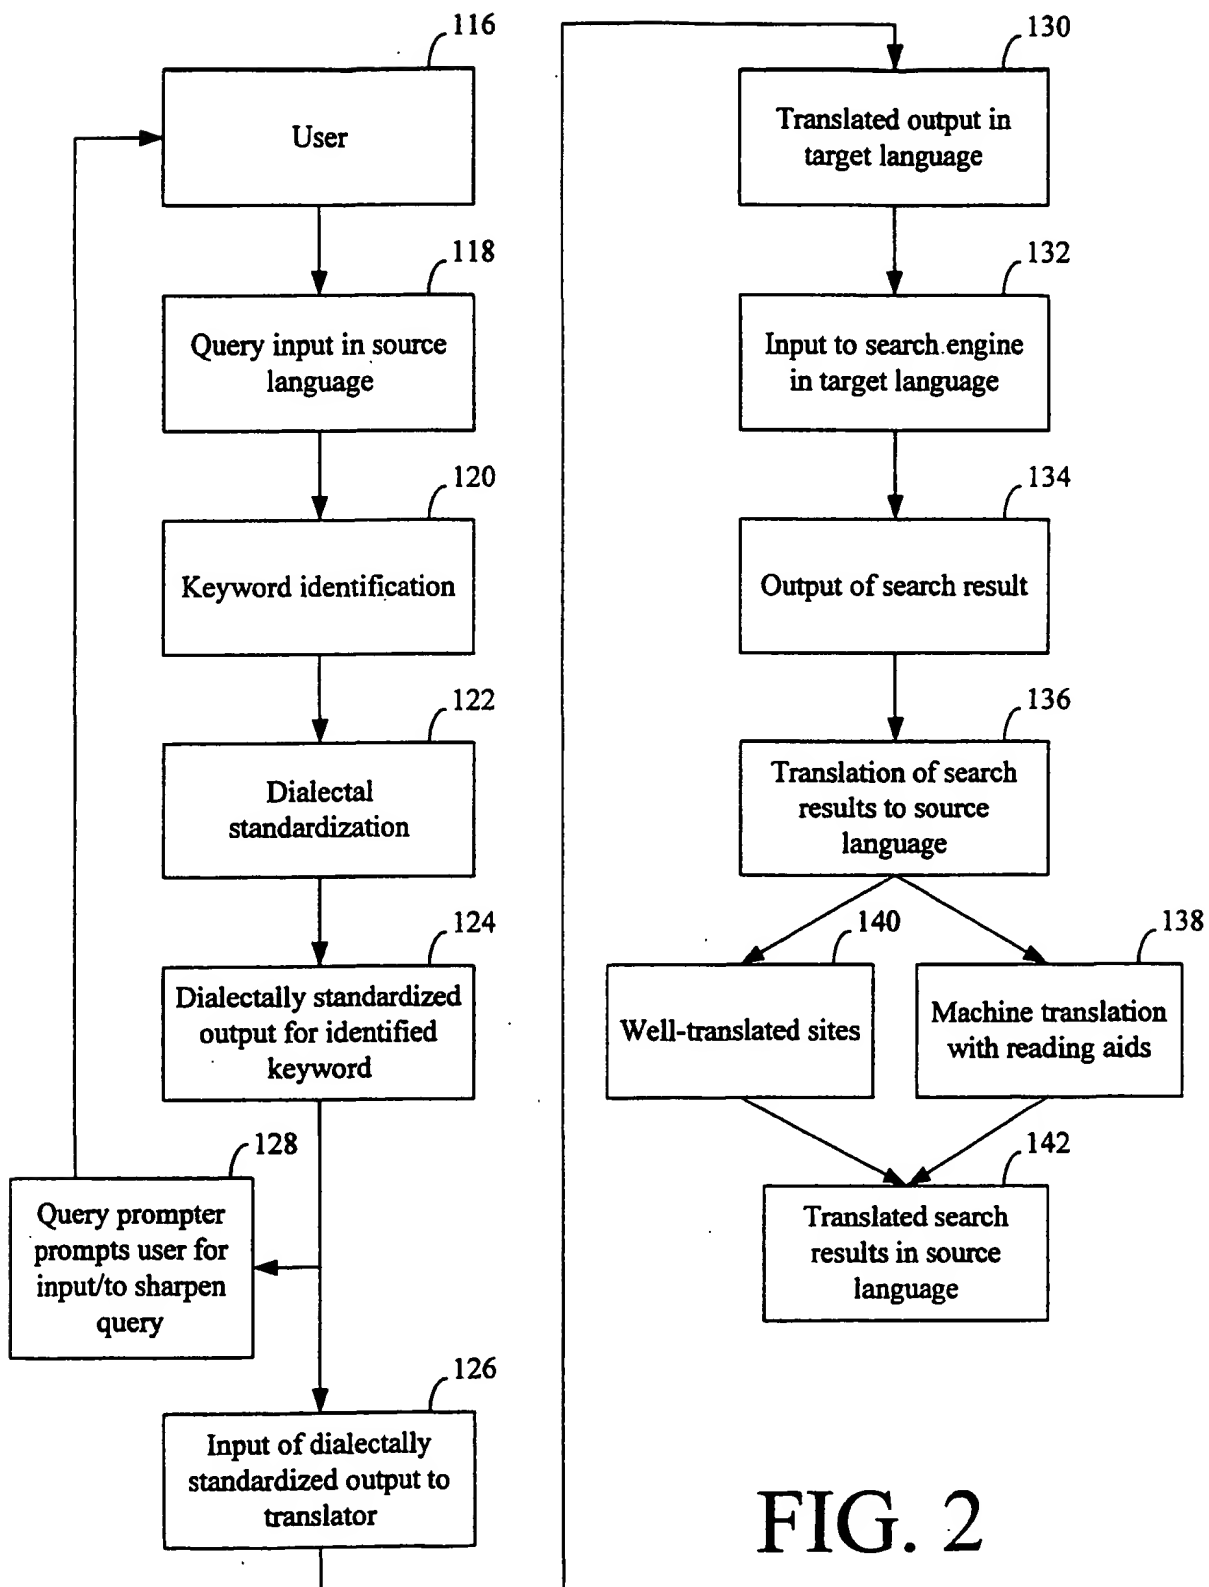 116
User
118
Query input in source
language
120
Keyword identification
122
Dialectal
standardization
124
Dialectally standardized
output for identified
keyword
128
Query prompter
prompts user for
input/to sharpen
query
126
Input of dialectally
standardized output to
translator
130
Translated output in
target language
132
Input to search engine
in target language
134
Output of search result
136
Translation of search
results to source
language
140
Well-translated sites
138
Machine translation
with reading aids
142
Translated search
results in source
language
FIG. 2